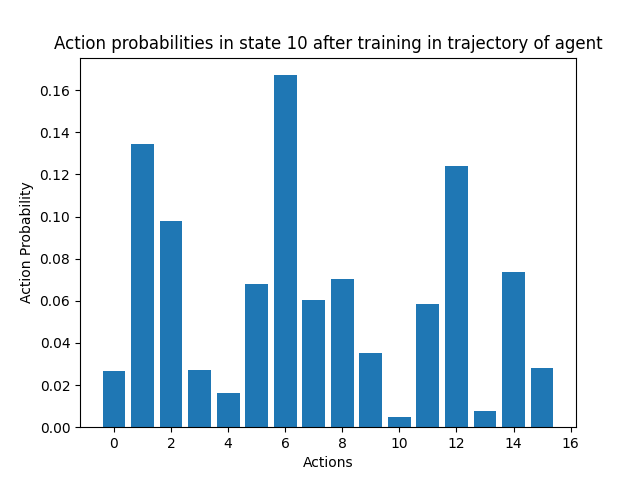 Action probabilities in state 10 after training in trajectory of agent
0.16
0.14
0.12
0.10
0.08
0.06
0.04
0.02
0.00
Action Probability
0 2 4 6 8 10 12 14 16
Actions